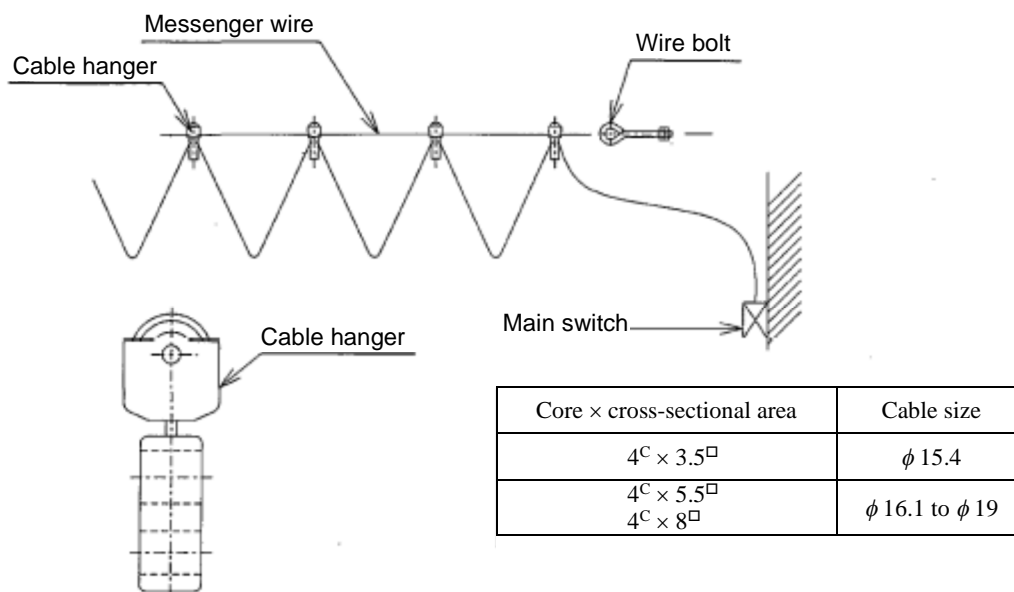 Messenger wire
Cable hanger
Wire bolt
Main switch
Cable hanger
Core × cross-sectional area
Cable size
4ᶜ × 3.5□
ϕ 15.4
4ᶜ × 5.5□
4ᶜ × 8□
ϕ 16.1 to ϕ 19